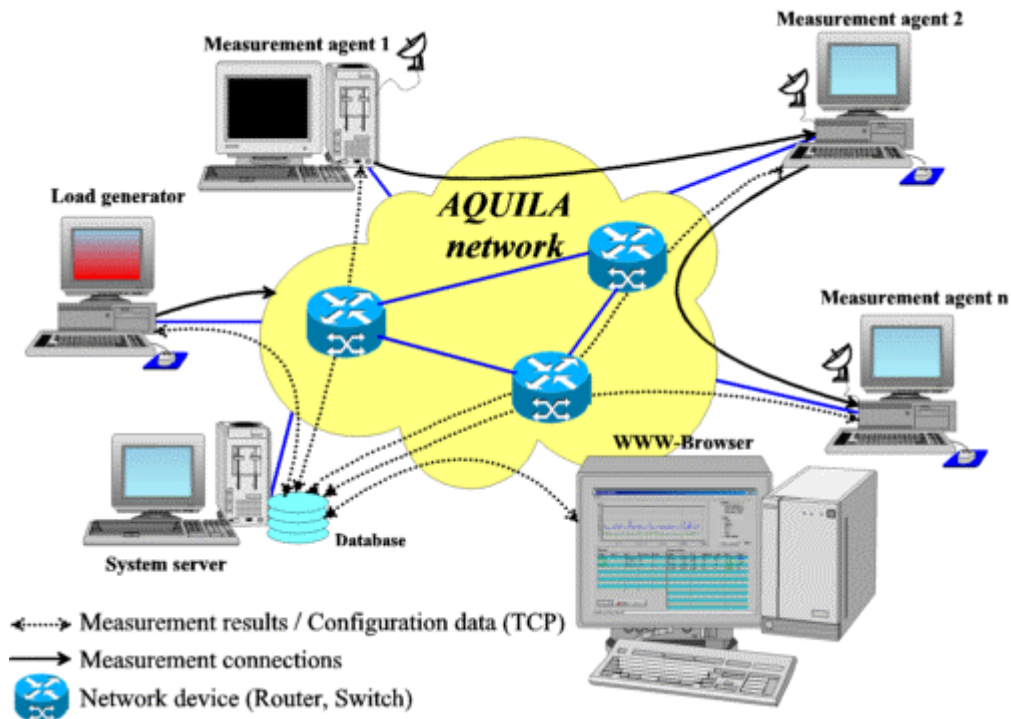 Measurement agent 1
Measurement agent 2
Load generator
AQUILA
network
Measurement agent n
WWW-Browser
Database
System server
Measurement results / Configuration data (TCP)
Measurement connections
Network device (Router, Switch)